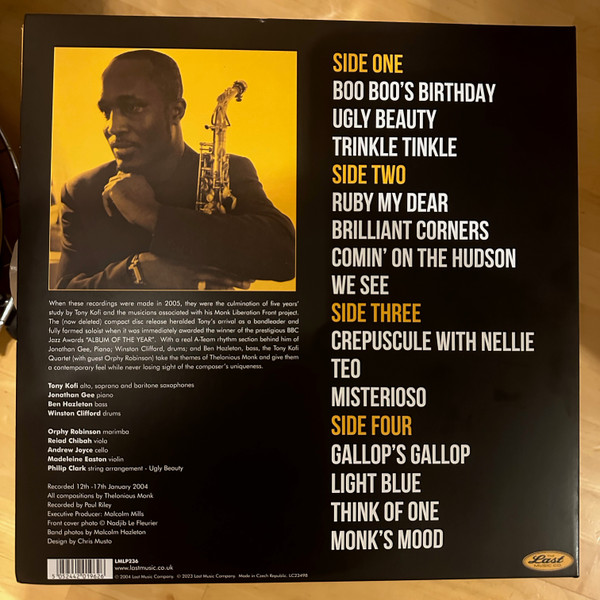 SIDE ONE
BOO BOO'S BIRTHDAY
UGLY BEAUTY
TRINKLE TINKLE
SIDE TWO
RUBY MY DEAR
BRILLIANT CORNERS
COMIN' ON THE HUDSON
WE SEE
SIDE THREE
CREPUSCULE WITH NELLIE
TEO
MISTERIOSO
SIDE FOUR
GALLOP'S GALLOP
LIGHT BLUE
THINK OF ONE
MONK'S MOOD
When these recordings were made in 2005, they were the culmination of five years'
study by Tony Kofi and the musicians associated with his Monk Liberation Front project.
The (now deleted) compact disc release heralded Tony's arrival as a bandleader and
fully formed soloist when it was immediately awarded the winner of the prestigious BBC
Jazz Awards "ALBUM OF THE YEAR". With a real A-Team rhythm section behind him of
Jonathan Gee, Piano; Winston Clifford, drums; and Ben Hazleton, bass, the Tony Kofi
Quartet (with guest Orphy Robinson) take the themes of Thelonious Monk and give them
a contemporary feel while never losing sight of the composer's uniqueness.
Tony Kofi alto, soprano and baritone saxophones
Jonathan Gee piano
Ben Hazleton bass
Winston Clifford drums
Orphy Robinson marimba
Reiad Chibah viola
Andrew Joyce cello
Madeleine Easton violin
Philip Clark string arrangement - Ugly Beauty
Recorded 12th -17th January 2004
All compositions by Thelonious Monk
Recorded by Paul Riley
Executive Producer: Malcolm Mills
Front cover photo © Nadjib Le Fleurier
Band photos by Malcolm Hazleton
Design by Chris Musto
LMLP236
www.lastmusic.co.uk
© 2004 Last Music Company. © 2023 Last Music Company. Made in Czech Republic. LC23498
5 052442 019626
Last
MUSIC CO